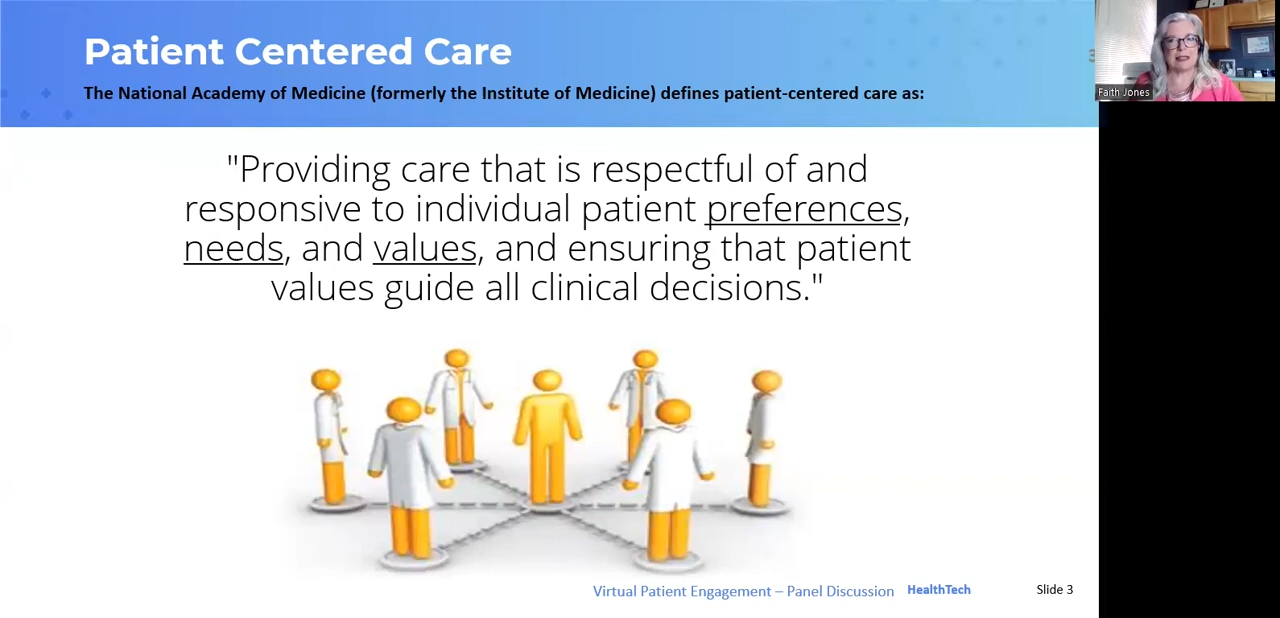 Patient Centered Care
The National Academy of Medicine (formerly the Institute of Medicine) defines patient-centered care as:
"Providing care that is respectful of and
responsive to individual patient preferences,
needs, and values, and ensuring that patient
values guide all clinical decisions."
Virtual Patient Engagement – Panel Discussion HealthTech Slide 3
Faith Jones